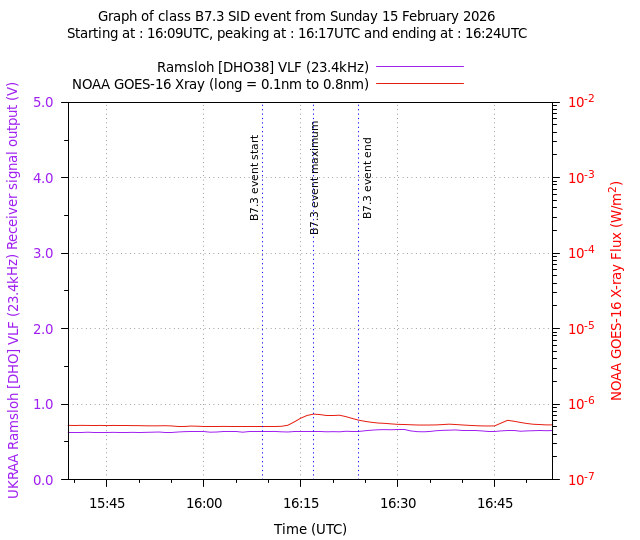 Graph of class B7.3 SID event from Sunday 15 February 2026
Starting at : 16:09UTC, peaking at : 16:17UTC and ending at : 16:24UTC
Ramsloh [DHO38] VLF (23.4kHz)
NOAA GOES-16 Xray (long = 0.1nm to 0.8nm)
UKRAA Ramsloh [DHO] VLF (23.4kHz) Receiver signal output (V)
5.0
4.0
3.0
2.0
1.0
0.0
B7.3 event start
B7.3 event maximum
B7.3 event end
10-2
10-3
10-4
10-5
10-6
10-7
NOAA GOES-16 X-ray Flux (W/m2)
15:45
16:00
16:15
16:30
16:45
Time (UTC)